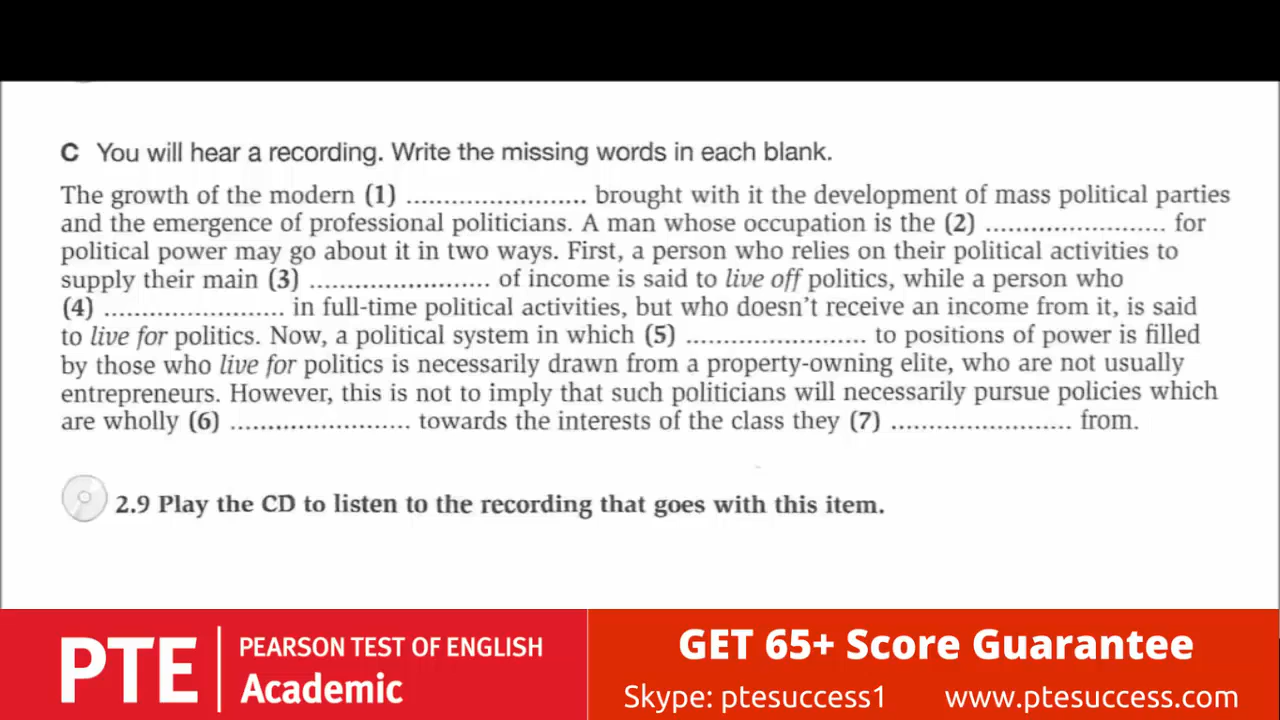 C You will hear a recording. Write the missing words in each blank.
The growth of the modern (1) .......................... brought with it the development of mass political parties
and the emergence of professional politicians. A man whose occupation is the (2) .......................... for
political power may go about it in two ways. First, a person who relies on their political activities to
supply their main (3) .......................... of income is said to live off politics, while a person who
(4) .......................... in full-time political activities, but who doesn't receive an income from it, is said
to live for politics. Now, a political system in which (5) .......................... to positions of power is filled
by those who live for politics is necessarily drawn from a property-owning elite, who are not usually
entrepreneurs. However, this is not to imply that such politicians will necessarily pursue policies which
are wholly (6) .......................... towards the interests of the class they (7) .......................... from.
2.9 Play the CD to listen to the recording that goes with this item.
PTE
PEARSON TEST OF ENGLISH
Academic
GET 65+ Score Guarantee
Skype: ptesuccess1 www.ptesuccess.com